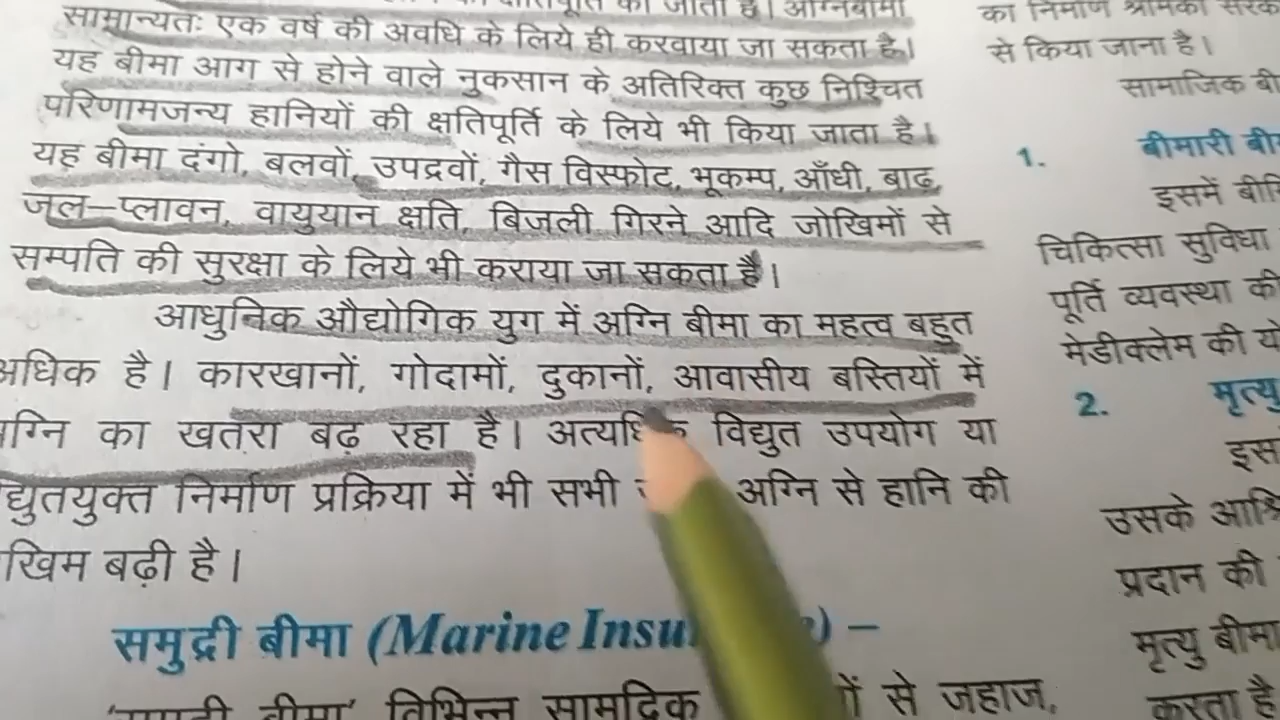 की जाती है। अग्निबीमा
सामान्यतः एक वर्ष की अवधि के लिये ही करवाया जा सकता है।
यह बीमा आग से होने वाले नुकसान के अतिरिक्त कुछ निश्चित
परिणामजन्य हानियों की क्षतिपूर्ति के लिये भी किया जाता है।
यह बीमा दंगो, बलवों, उपद्रवों, गैस विस्फोट, भूकम्प, आँधी, बाढ़,
जल–प्लावन, वायुयान क्षति, बिजली गिरने आदि जोखिमों से
सम्पति की सुरक्षा के लिये भी कराया जा सकता है।
आधुनिक औद्योगिक युग में अग्नि बीमा का महत्व बहुत
अधिक है। कारखानों, गोदामों, दुकानों, आवासीय बस्तियों में
ग्नि का खतरा बढ़ रहा है। विद्युत उपयोग या
द्युतयुक्त निर्माण प्रक्रिया में भी सभी अग्नि से हानि की
खिम बढ़ी है।
समुद्री बीमा (Marine Insu) –
विभिन्न सामुद्रिक से जहाज,
का निर्माण श्रमिकों
से किया जाना है।
सामाजिक बी
1. बीमारी बी
इसमें बी
चिकित्सा सुविधा
पूर्ति व्यवस्था की
मेडीक्लेम की यो
2. मृत्यु
इस
उसके आश्रि
प्रदान की
मृत्यु बीमा
करता है